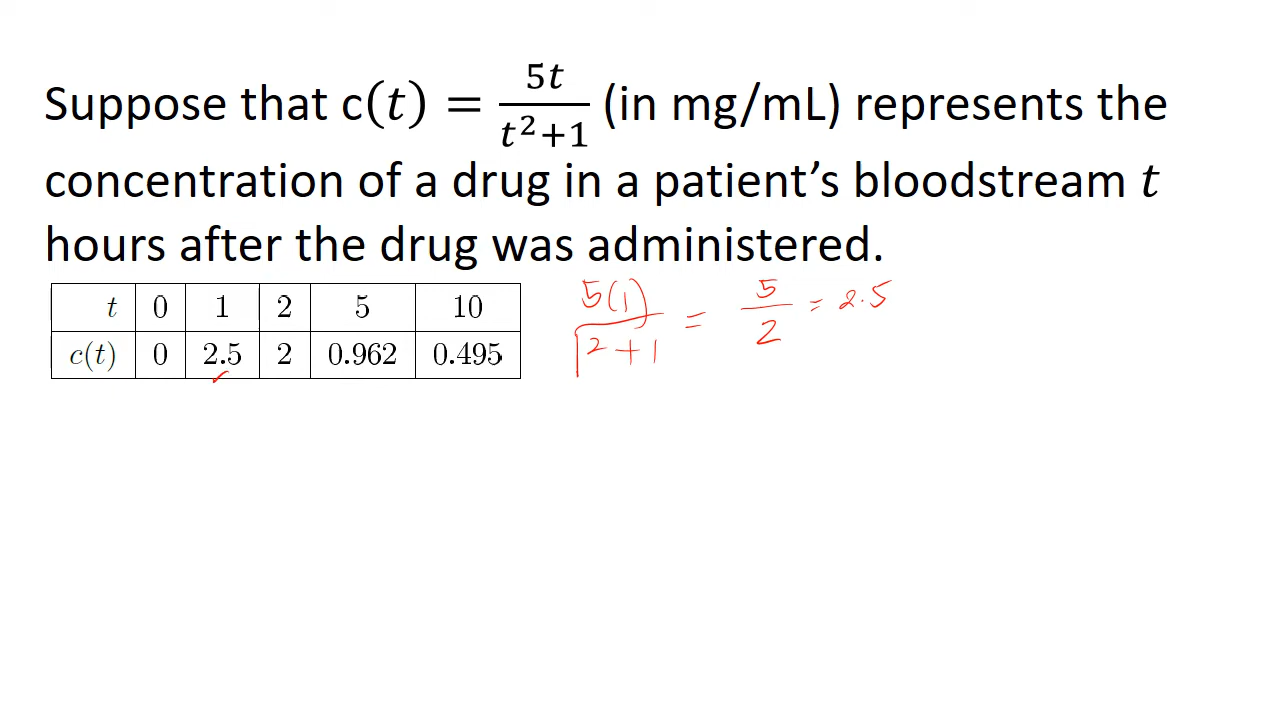 Suppose that c(t) = 5t/(t²+1) (in mg/mL) represents the
concentration of a drug in a patient’s bloodstream t
hours after the drug was administered.
t 0 1 2 5 10
c(t) 0 2.5 2 0.962 0.495
5(1)/(1² + 1) = 5/2 = 2.5